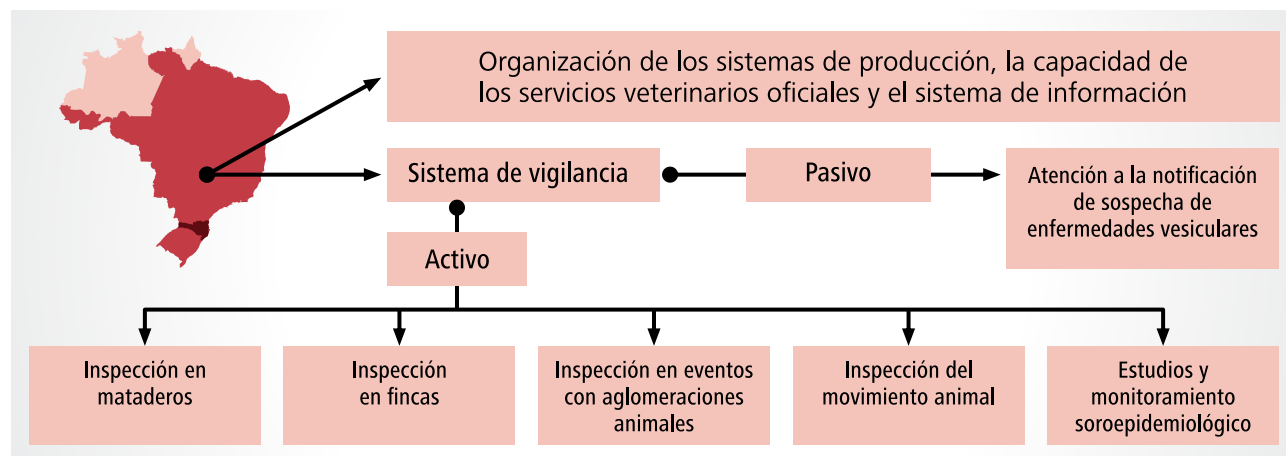 Organización de los sistemas de producción, la capacidad de
los servicios veterinarios oficiales y el sistema de información
Sistema de vigilancia
Pasivo
Atención a la notificación
de sospecha de
enfermedades vesiculares
Activo
Inspección en
mataderos
Inspección
en fincas
Inspección en eventos
con aglomeraciones
animales
Inspección del
movimiento animal
Estudios y
monitoramiento
soroepidemiológico